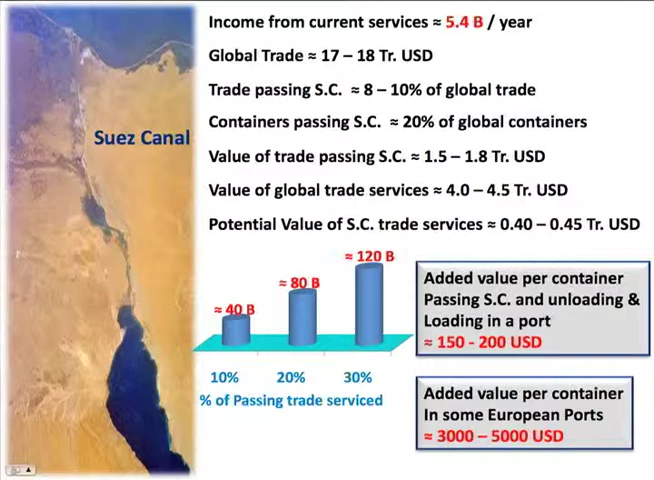 Income from current services ≈ 5.4 B / year
Global Trade ≈ 17 – 18 Tr. USD
Trade passing S.C. ≈ 8 – 10% of global trade
Containers passing S.C. ≈ 20% of global containers
Suez Canal
Value of trade passing S.C. ≈ 1.5 – 1.8 Tr. USD
Value of global trade services ≈ 4.0 – 4.5 Tr. USD
Potential Value of S.C. trade services ≈ 0.40 – 0.45 Tr. USD
≈ 40 B
≈ 80 B
≈ 120 B
10% 20% 30%
% of Passing trade serviced
Added value per container
Passing S.C. and unloading &
Loading in a port
≈ 150 - 200 USD
Added value per container
In some European Ports
≈ 3000 – 5000 USD